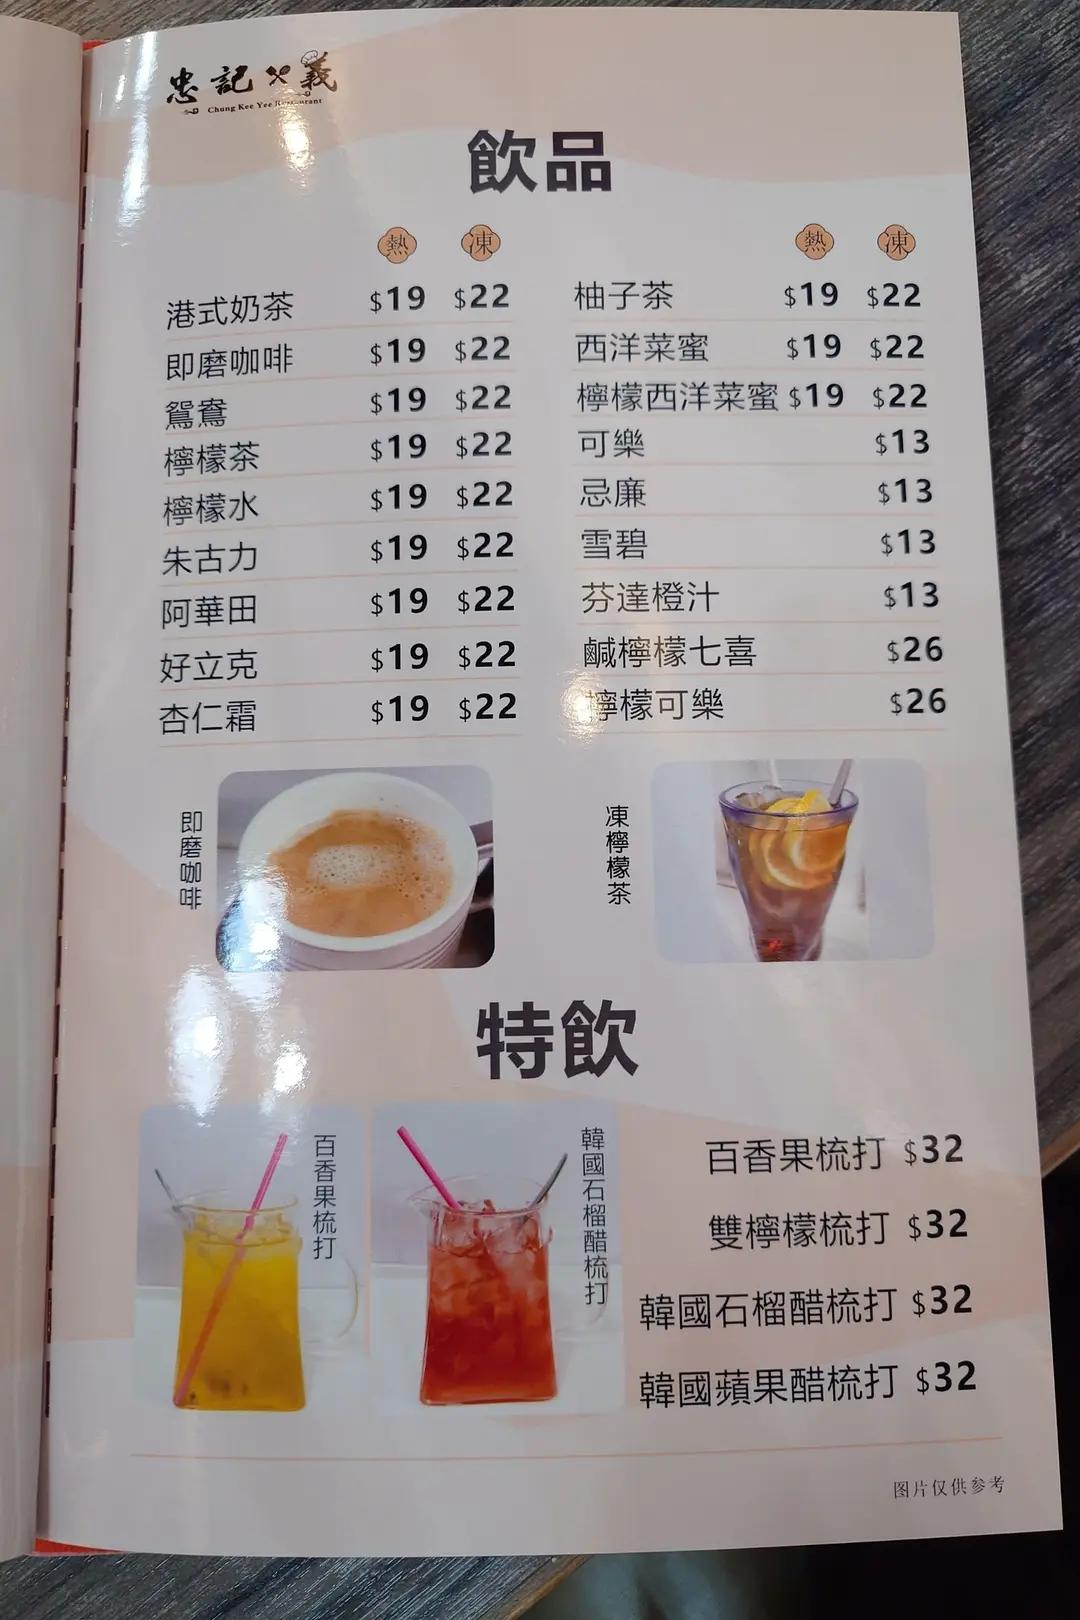 忠記父義
Chung Kee Yee Restaurant
飲品
熱 凍
港式奶茶 $19 $22
即磨咖啡 $19 $22
鴛鴦 $19 $22
檸檬茶 $19 $22
檸檬水 $19 $22
朱古力 $19 $22
阿華田 $19 $22
好立克 $19 $22
杏仁霜 $19 $22
熱 凍
柚子茶 $19 $22
西洋菜蜜 $19 $22
檸檬西洋菜蜜 $19 $22
可樂 $13
忌廉 $13
雪碧 $13
芬達橙汁 $13
鹹檸檬七喜 $26
檸檬可樂 $26
即磨咖啡
凍檸檬茶
特飲
百香果梳打
韓國石榴醋梳打
百香果梳打 $32
雙檸檬梳打 $32
韓國石榴醋梳打 $32
韓國蘋果醋梳打 $32
图片仅供参考